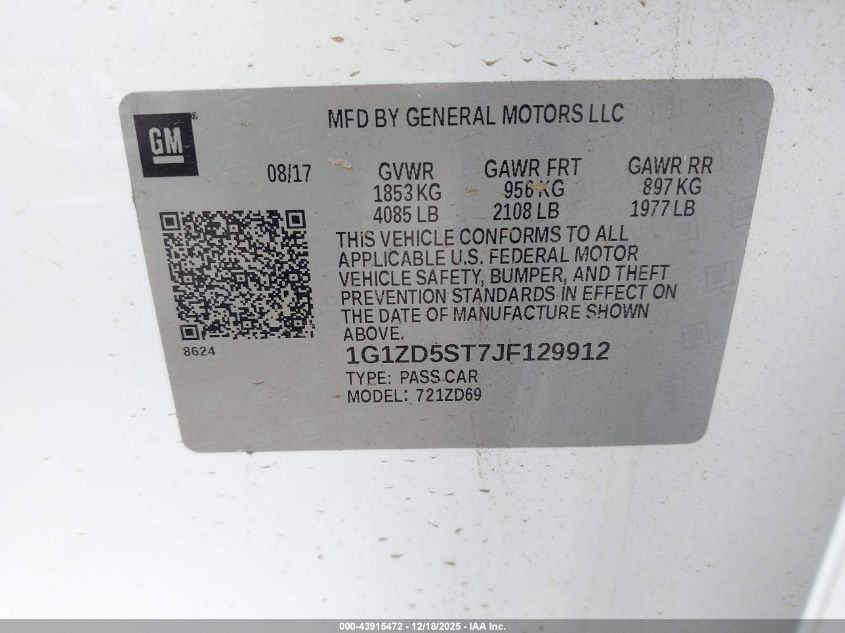 MFD BY GENERAL MOTORS LLC
GM
08/17 GVWR GAWR FRT GAWR RR
1853 KG 956 KG 897 KG
4085 LB 2108 LB 1977 LB
THIS VEHICLE CONFORMS TO ALL
APPLICABLE U.S. FEDERAL MOTOR
VEHICLE SAFETY, BUMPER, AND THEFT
PREVENTION STANDARDS IN EFFECT ON
THE DATE OF MANUFACTURE SHOWN
ABOVE.
8624
1G1ZD5ST7JF129912
TYPE: PASS CAR
MODEL: 721ZD69
000-43915472 - 12/18/2025 - IAA Inc.